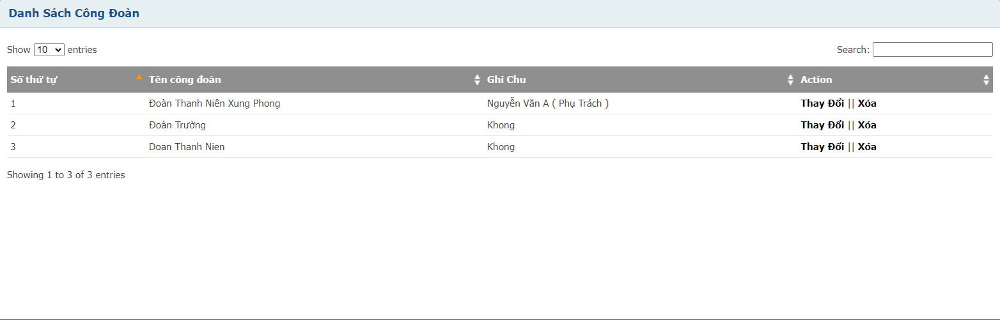 Danh Sách Công Đoàn
Show 10 entries Search:
Số thứ tự Tên công đoàn Ghi Chu Action
1 Đoàn Thanh Niên Xung Phong Nguyễn Văn A ( Phụ Trách ) Thay Đổi || Xóa
2 Đoàn Trường Khong Thay Đổi || Xóa
3 Doan Thanh Nien Khong Thay Đổi || Xóa
Showing 1 to 3 of 3 entries